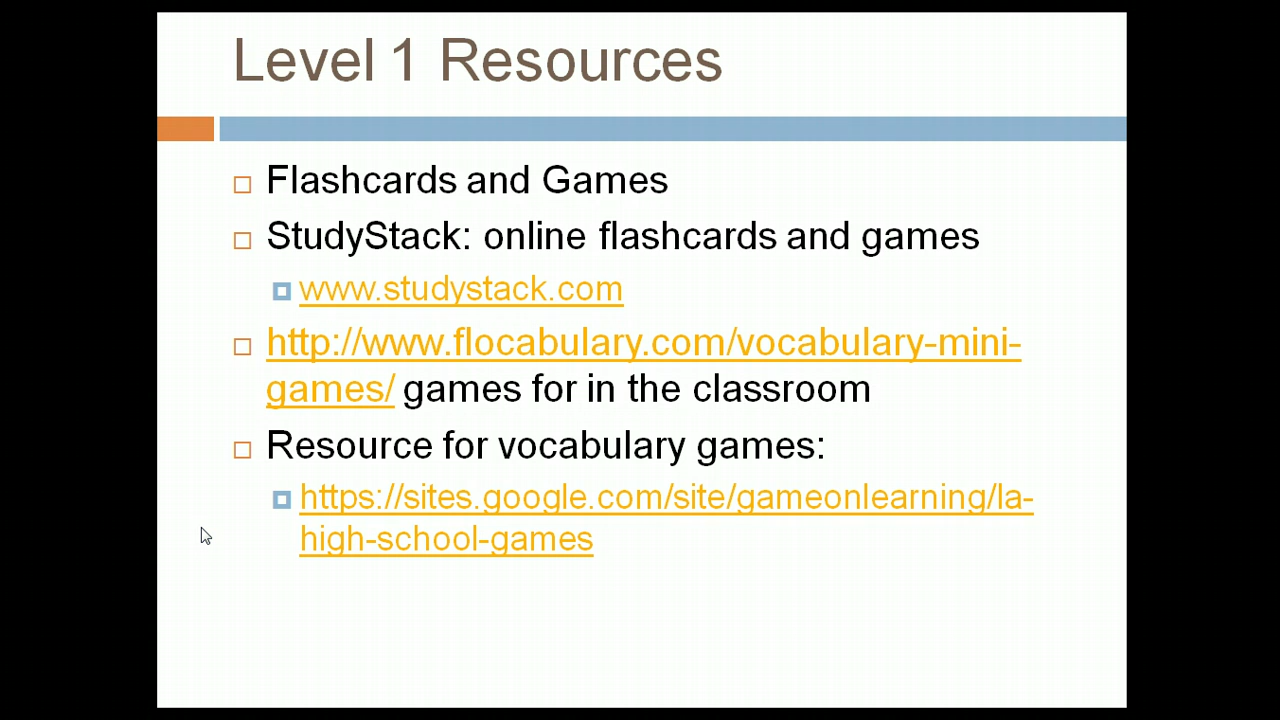 Level 1 Resources
Flashcards and Games
StudyStack: online flashcards and games
www.studystack.com
http://www.flocabulary.com/vocabulary-mini-
games/ games for in the classroom
Resource for vocabulary games:
https://sites.google.com/site/gameonlearning/la-
high-school-games